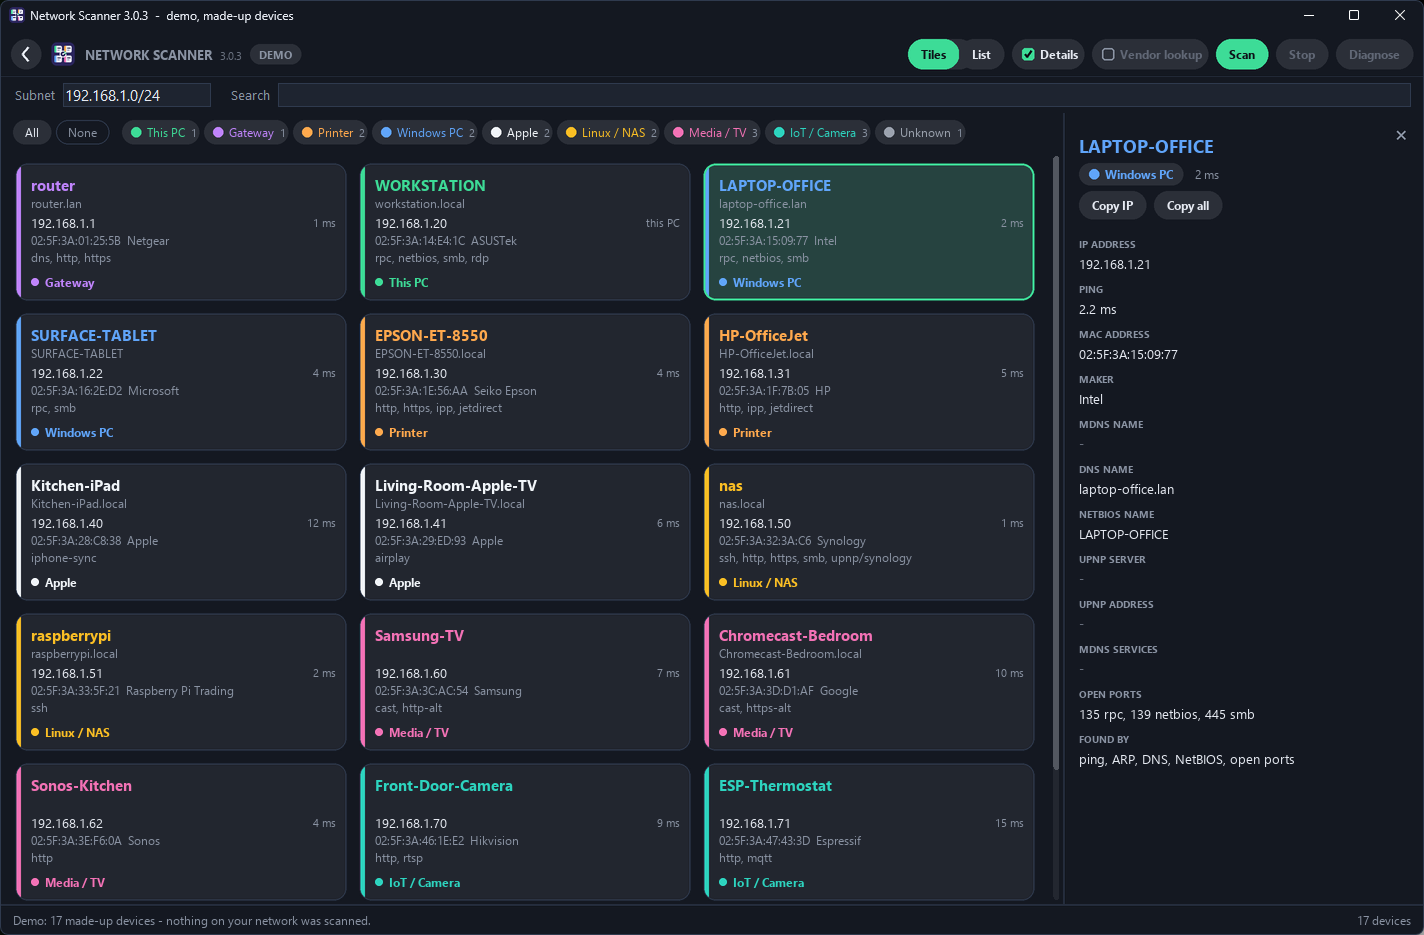 Network Scanner 3.0.3 - demo, made-up devices
NETWORK SCANNER 3.0.3 DEMO
Tiles List Details Vendor lookup Scan Stop Diagnose
Subnet 192.168.1.0/24 Search
All None This PC 1 Gateway 1 Printer 2 Windows PC 2 Apple 2 Linux / NAS 2 Media / TV 3 IoT / Camera 3 Unknown 1
router
router.lan
192.168.1.1 1 ms
02:5F:3A:01:25:5B Netgear
dns, http, https
Gateway
WORKSTATION
workstation.local
192.168.1.20 this PC
02:5F:3A:14:E4:1C ASUSTek
rpc, netbios, smb, rdp
This PC
LAPTOP-OFFICE
laptop-office.lan
192.168.1.21 2 ms
02:5F:3A:15:09:77 Intel
rpc, netbios, smb
Windows PC
SURFACE-TABLET
SURFACE-TABLET
192.168.1.22 4 ms
02:5F:3A:16:2E:D2 Microsoft
rpc, smb
Windows PC
EPSON-ET-8550
EPSON-ET-8550.local
192.168.1.30 4 ms
02:5F:3A:1E:56:AA Seiko Epson
http, https, ipp, jetdirect
Printer
HP-OfficeJet
HP-OfficeJet.local
192.168.1.31 5 ms
02:5F:3A:1F:7B:05 HP
http, ipp, jetdirect
Printer
Kitchen-iPad
Kitchen-iPad.local
192.168.1.40 12 ms
02:5F:3A:28:C8:38 Apple
iphone-sync
Apple
Living-Room-Apple-TV
Living-Room-Apple-TV.local
192.168.1.41 6 ms
02:5F:3A:29:ED:93 Apple
airplay
Apple
nas
nas.local
192.168.1.50 1 ms
02:5F:3A:32:3A:C6 Synology
ssh, http, https, smb, upnp/synology
Linux / NAS
raspberrypi
raspberrypi.local
192.168.1.51 2 ms
02:5F:3A:33:5F:21 Raspberry Pi Trading
ssh
Linux / NAS
Samsung-TV
192.168.1.60 7 ms
02:5F:3A:3C:AC:54 Samsung
cast, http-alt
Media / TV
Chromecast-Bedroom
Chromecast-Bedroom.local
192.168.1.61 10 ms
02:5F:3A:3D:D1:AF Google
cast, https-alt
Media / TV
Sonos-Kitchen
192.168.1.62 4 ms
02:5F:3A:3E:F6:0A Sonos
http
Media / TV
Front-Door-Camera
192.168.1.70 9 ms
02:5F:3A:46:1E:E2 Hikvision
http, rtsp
IoT / Camera
ESP-Thermostat
192.168.1.71 15 ms
02:5F:3A:47:43:3D Espressif
http, mqtt
IoT / Camera
LAPTOP-OFFICE
Windows PC 2 ms
Copy IP Copy all
IP ADDRESS
192.168.1.21
PING
2.2 ms
MAC ADDRESS
02:5F:3A:15:09:77
MAKER
Intel
MDNS NAME
-
DNS NAME
laptop-office.lan
NETBIOS NAME
LAPTOP-OFFICE
UPNP SERVER
-
UPNP ADDRESS
-
MDNS SERVICES
-
OPEN PORTS
135 rpc, 139 netbios, 445 smb
FOUND BY
ping, ARP, DNS, NetBIOS, open ports
Demo: 17 made-up devices - nothing on your network was scanned. 17 devices